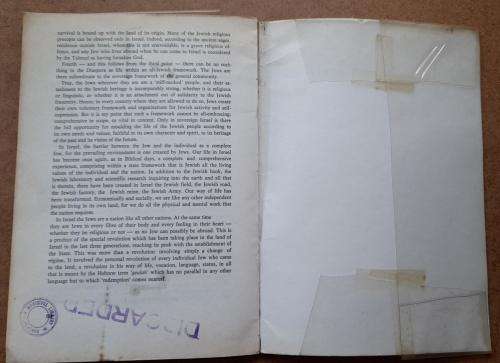 survival is bound up with the land of its origin. Many of the Jewish religious
precepts can be observed only in Israel. Indeed, according to the ancient sages,
residence outside Israel, when this is not unavoidable, is a grave religious of-
fence, and any Jew who lives abroad when he can come to Israel is considered
by the Talmud as having forsaken God.
Fourth — and this follows from the third point — there can be no such
thing in the Diaspora as life within an all-Jewish framework. The Jews are
there subordinate to the sovereign framework of the general community.
True, the Jews wherever they are are a people, and their at-
tachment to the Jewish heritage is incomparably strong, whether it is religious
or linguistic, or whether it is an attachment out of solidarity to the Jewish
fraternity. Hence, in every country where they are allowed to do so, Jews create
their own voluntary framework and organizations for Jewish activity and self-
expression. But it is my point that such a framework cannot be all-embracing,
comprehensive in scope, or vital in content. Only in sovereign Israel is there
the full opportunity for moulding the life of the Jewish people according to
its own needs and values, faithful to its own character and spirit, to its heritage
of the past and its vision of the future.
In Israel, the barrier between the Jew and the individual as a complete
free, for the prevailing environment is one created by Jews. Our life in Israel
has become once again, as in Biblical days, a complete and comprehensive
experience, comprising within a state framework that is Jewish all the living
values of the individual and the nation. In addition to the Jewish book, the
Jewish laboratory and scientific research inquiring into the earth and all that
is therein, there have been created in Israel the Jewish field, the Jewish road,
the Jewish factory, the Jewish mine, the Jewish Army. Our way of life has
been transformed. Economically and socially, we are like any other independent
people living in its own land, for we do all the physical and mental work that
the nation requires.
In Israel the Jews are a nation like all other nations. At the same time
they are Jews in every fibre of their body and every feeling in their heart —
whether they be religious or not — as no Jew can possibly be abroad. This is
a product of the special revolution which has been taking place in the land of
Israel in the last three generations, reaching its peak with the establishment of
the State. This was more than a revolution involving simply a change of
régime. It involved the personal revolution of every individual Jew who came
to the land, a revolution in his way of life, vocation, language, status, in all
that is meant by the Hebrew term 'geulah' which has no parallel in any other
language but to which 'redemption' comes nearest.
DISCARDED